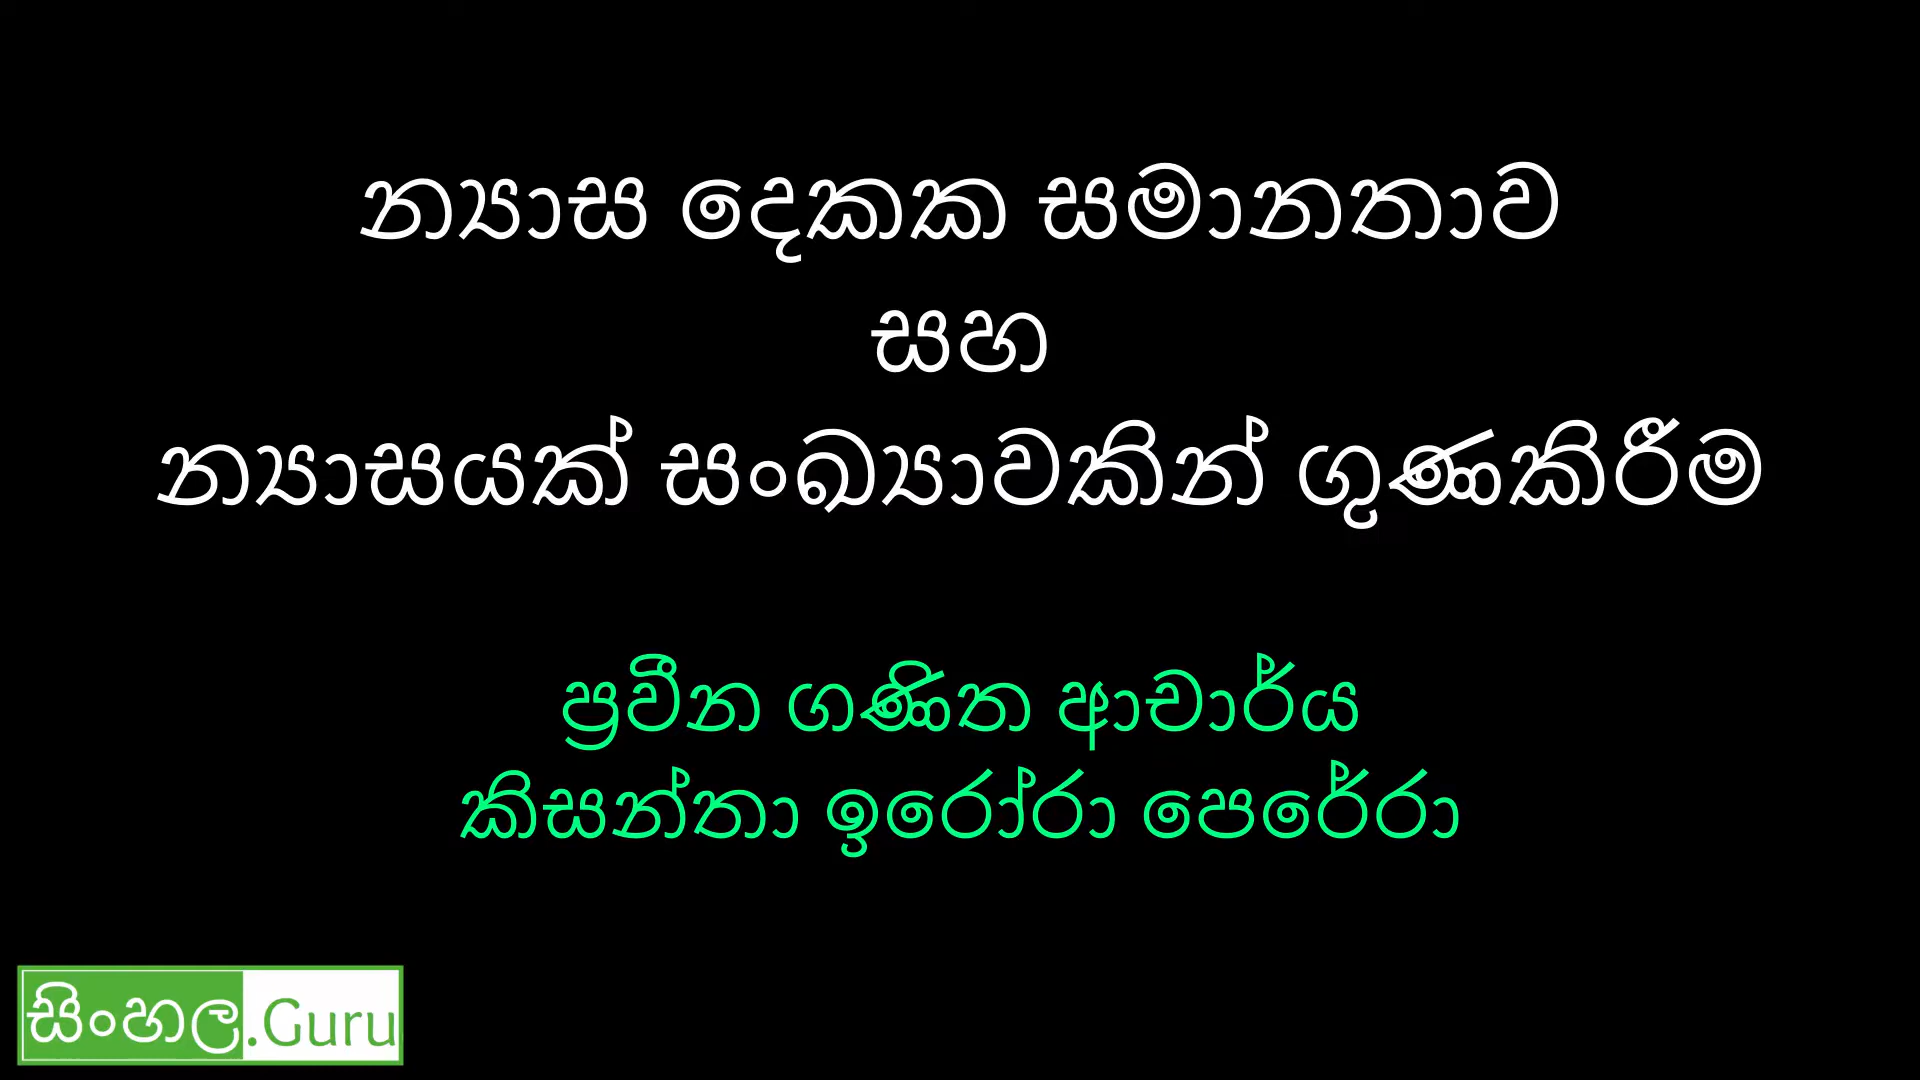 න්‍යාස දෙකක සමානතාව
සහ
න්‍යාසයක් සංඛ්‍යාවකින් ගුණකිරීම
ප්‍රවීන ගණිත ආචාර්ය
කිසන්තා ඉරෝරා පෙරේරා
සිංහල.Guru